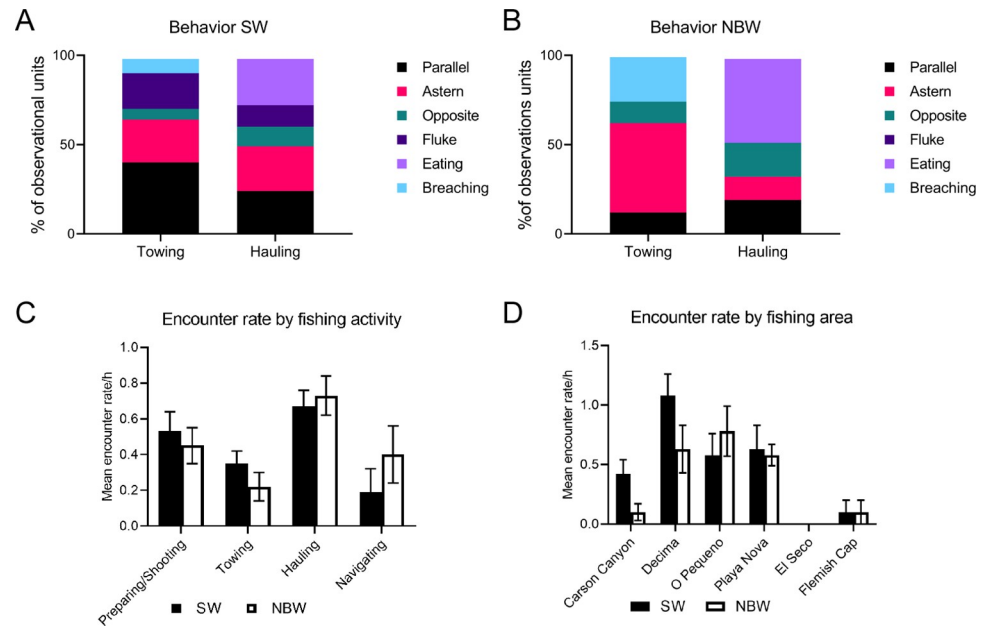 A
Behavior SW
% of observational units
100
50
0
Towing
Hauling
Parallel
Astern
Opposite
Fluke
Eating
Breaching
B
Behavior NBW
%of observations units
100
50
0
Towing
Hauling
Parallel
Astern
Opposite
Fluke
Eating
Breaching
C
Encounter rate by fishing activity
Mean encounter rate/h
1.0
0.8
0.6
0.4
0.2
0.0
Preparing/Shooting
Towing
Hauling
Navigating
SW
NBW
D
Encounter rate by fishing area
Mean encounter rate/h
1.5
1.0
0.5
0.0
Carson Canyon
Decima
O Pequeno
Playa Nova
El Seco
Flemish Cap
SW
NBW